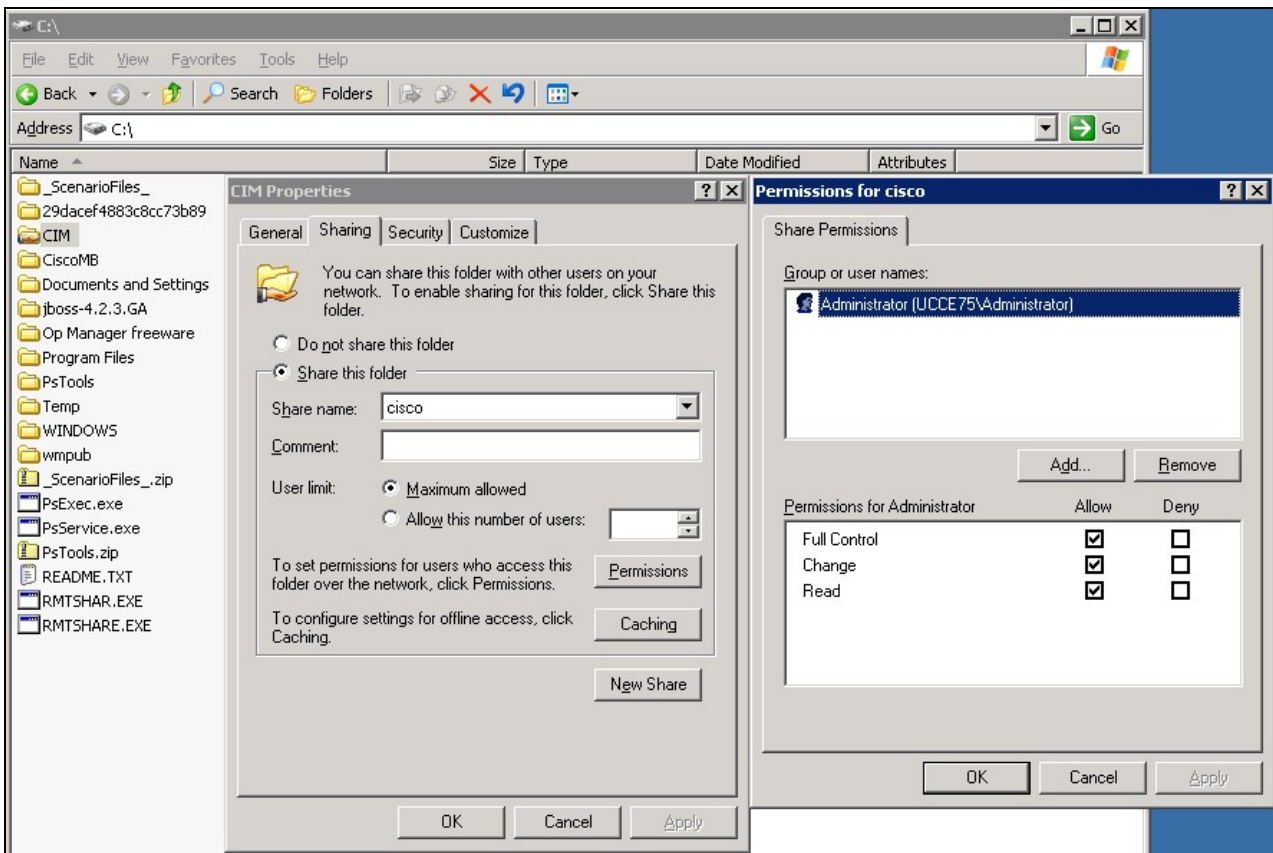 C:\
File Edit View Favorites Tools Help
Back Search Folders
Address C:\ Go
Name Size Type Date Modified Attributes
_ScenarioFiles_
29dacef4883c8cc73b89
CIM
CiscoMB
Documents and Settings
jboss-4.2.3.GA
Op Manager freeware
Program Files
PsTools
Temp
WINDOWS
wmpub
_ScenarioFiles_.zip
PsExec.exe
PsService.exe
PsTools.zip
README.TXT
RMTSHAR.EXE
RMTSHARE.EXE
CIM Properties
General Sharing Security Customize
You can share this folder with other users on your
network. To enable sharing for this folder, click Share this
folder.
Do not share this folder
Share this folder
Share name: cisco
Comment:
User limit: Maximum allowed
Allow this number of users:
To set permissions for users who access this
folder over the network, click Permissions.
Permissions
To configure settings for offline access, click
Caching.
Caching
New Share
OK Cancel Apply
Permissions for cisco
Share Permissions
Group or user names:
Administrator (UCCE75\Administrator)
Add... Remove
Permissions for Administrator Allow Deny
Full Control
Change
Read
OK Cancel Apply